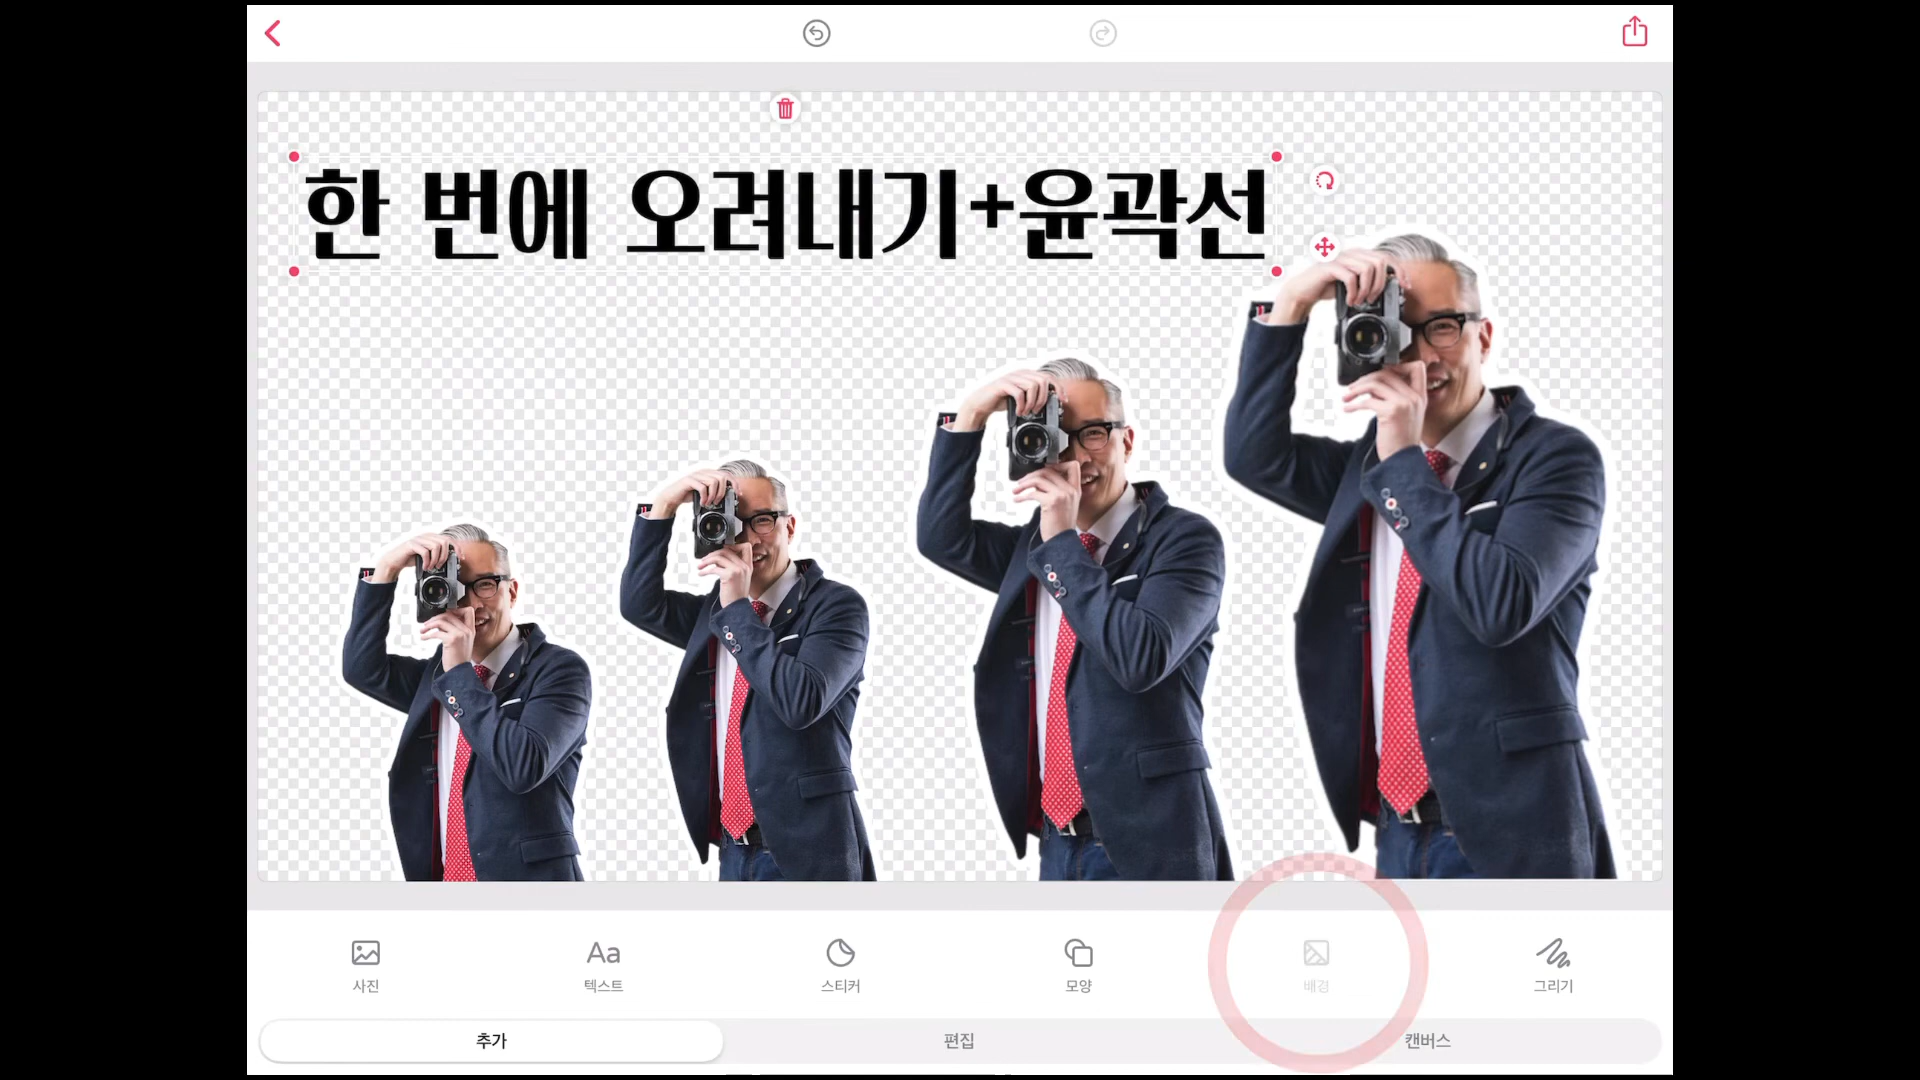 한 번에 오려내기+윤곽선
사진
Aa
텍스트
스티커
모양
배경
그리기
추가
편집
캔버스